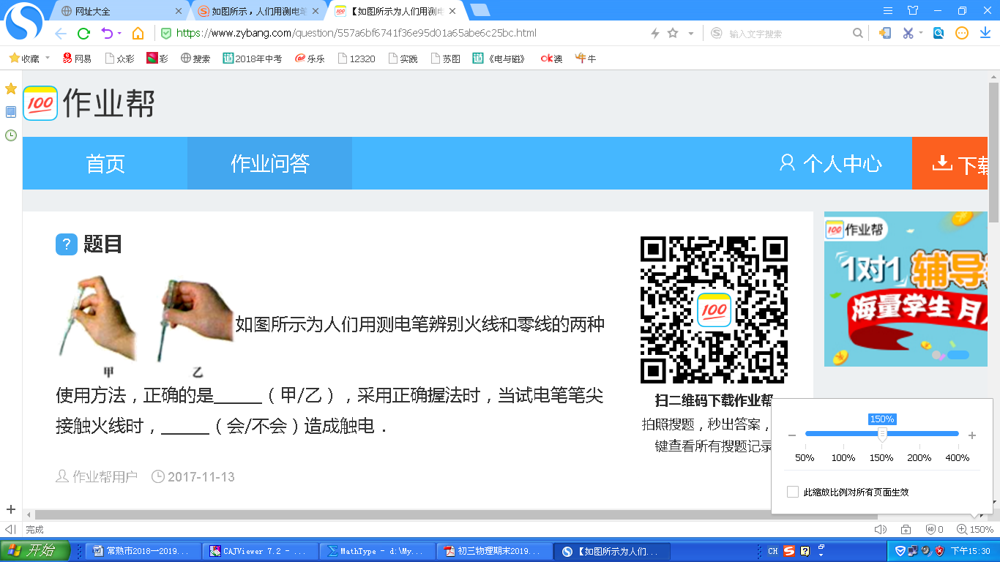 网址大全
如图所示，人们用测电笔
【如图所示为人们用测电
https://www.zybang.com/question/557a6bf6741f36e95d01a65abe6c25bc.html
输入文字搜索
收藏 网易 众彩 彩 搜索 2018年中考 乐乐 12320 实践 苏图 《电与磁》 澳 牛
100 作业帮
首页 作业问答 个人中心 下载
? 题目
100 作业帮
1对1 辅导
海量学生 月
100
如图所示为人们用测电笔辨别火线和零线的两种
甲 乙
使用方法，正确的是______（甲/乙），采用正确握法时，当试电笔笔尖
接触火线时，______（会/不会）造成触电．
扫二维码下载作业帮
拍照搜题，秒出答案，
键查看所有搜题记录
作业帮用户 2017-11-13
150%
50% 100% 150% 200% 400%
此缩放比例对所有页面生效
完成
0 150%
开始 常熟市2018一2019... CAJViewer 7.2 - ... MathType - d:\My... 初三物理期末2019... 【如图所示为人们... CH 下午15:30